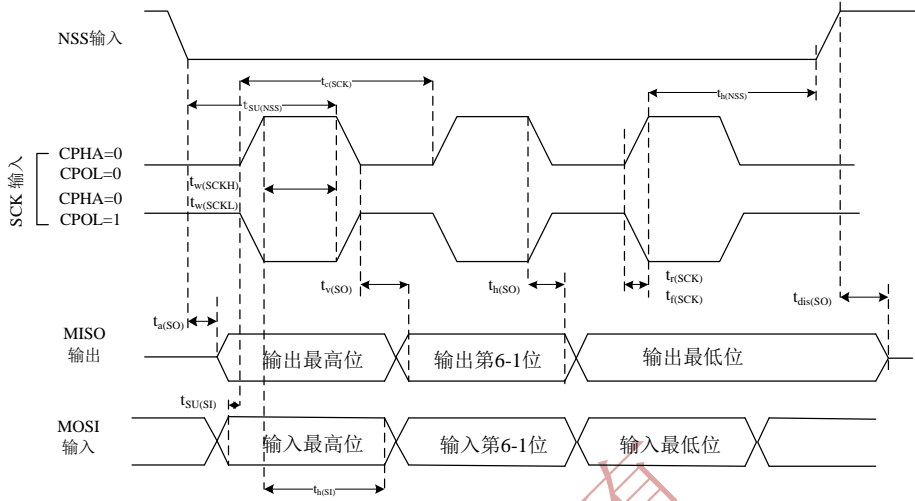 NSS输入
tc(SCK)
tSU(NSS)
th(NSS)
SCK 输入
CPHA=0
CPOL=0
CPHA=0
CPOL=1
tw(SCKH)
tw(SCKL)
tv(SO)
th(SO)
tr(SCK)
tf(SCK)
ta(SO)
tdis(SO)
MISO
输出
输出最高位
输出第6-1位
输出最低位
tSU(SI)
MOSI
输入
输入最高位
输入第6-1位
输入最低位
th(SI)
有